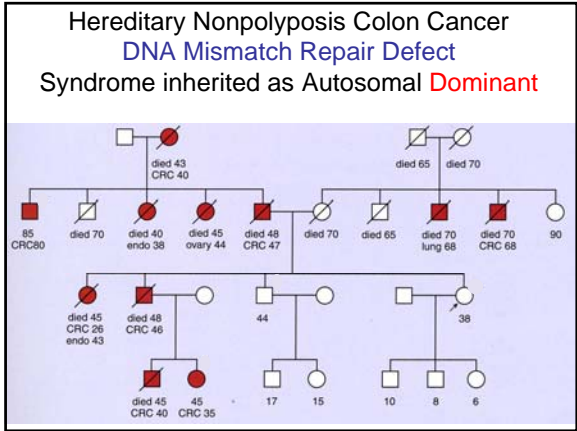 Hereditary Nonpolyposis Colon Cancer
DNA Mismatch Repair Defect
Syndrome inherited as Autosomal Dominant
died 43
CRC 40
died 65 died 70
85
CRC80
died 70
died 40
endo 38
died 45
ovary 44
died 48
CRC 47
died 70
died 65
died 70
lung 68
died 70
CRC 68
90
died 45
CRC 26
endo 43
died 48
CRC 46
44
38
died 45
CRC 40
45
CRC 35
17
15
10
8
6